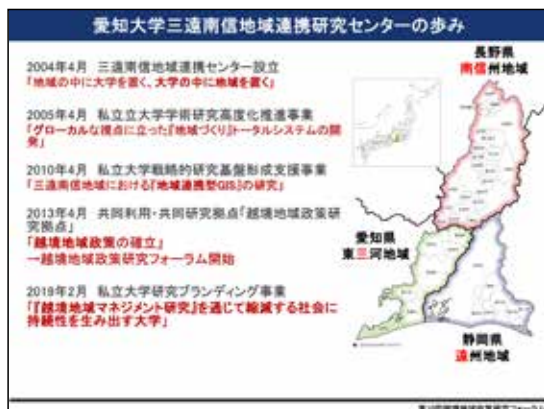 愛知大学三遠南信地域連携研究センターの歩み
2004年4月 三遠南信地域連携センター設立
「地域の中に大学を置く、大学の中に地域を置く」
2005年4月 私立立大学学術研究高度化推進事業
「グローカルな視点に立った『地域づくり』トータルシステムの開
発」
2010年4月 私立大学戦略的研究基盤形成支援事業
「三遠南信地域における『地域連携型GIS』の研究」
2013年4月 共同利用・共同研究拠点「越境地域政策研
究拠点」
「越境地域政策の確立」
→越境地域政策研究フォーラム開始
2019年2月 私立大学研究ブランディング事業
「『越境地域マネジメント研究』を通じて縮減する社会に
持続性を生み出す大学」
長野県
南信州地域
愛知県
東三河地域
静岡県
遠州地域